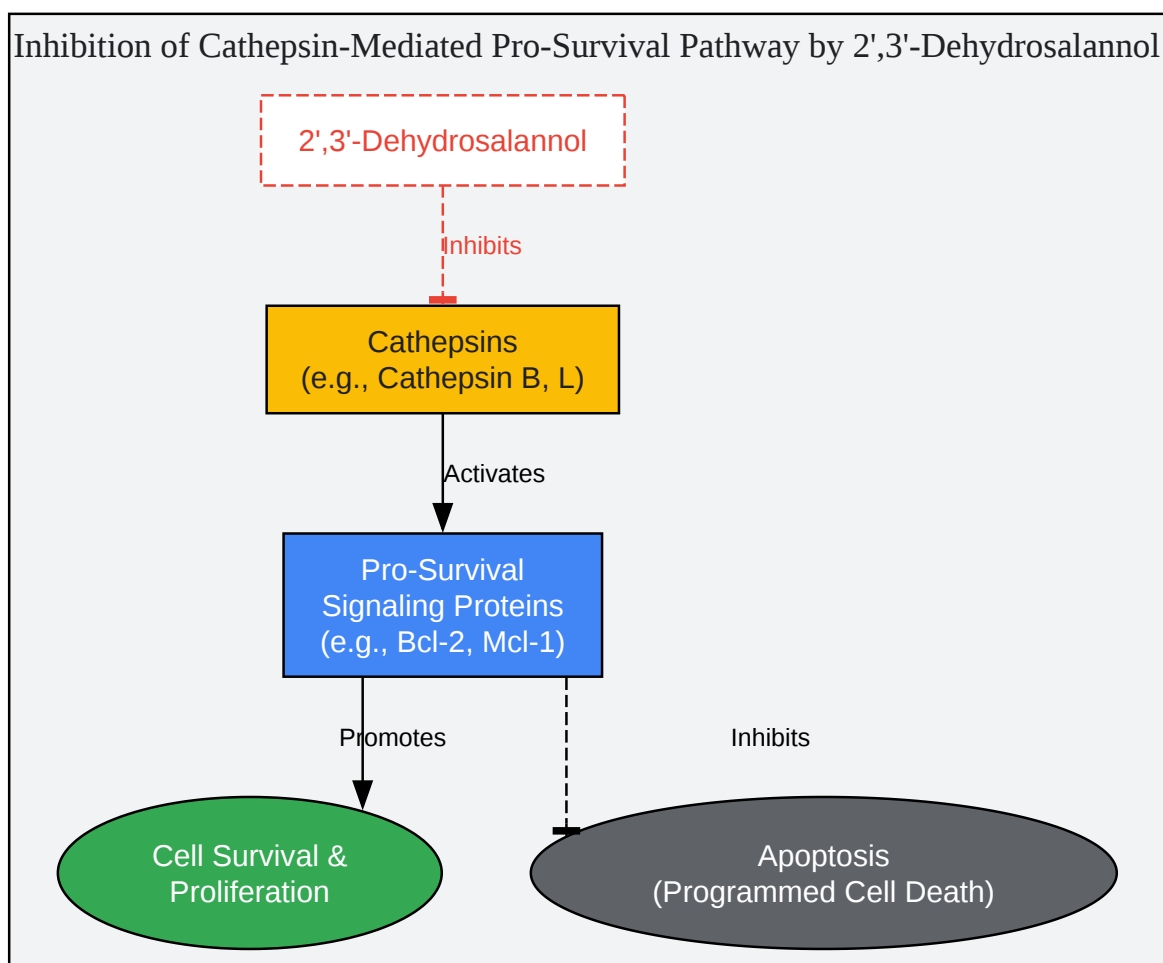 Inhibition of Cathepsin-Mediated Pro-Survival Pathway by 2',3'-Dehydrosalannol
2',3'-Dehydrosalannol
Inhibits
Cathepsins
(e.g., Cathepsin B, L)
Activates
Pro-Survival
Signaling Proteins
(e.g., Bcl-2, Mcl-1)
Promotes
Inhibits
Cell Survival &
Proliferation
Apoptosis
(Programmed Cell Death)